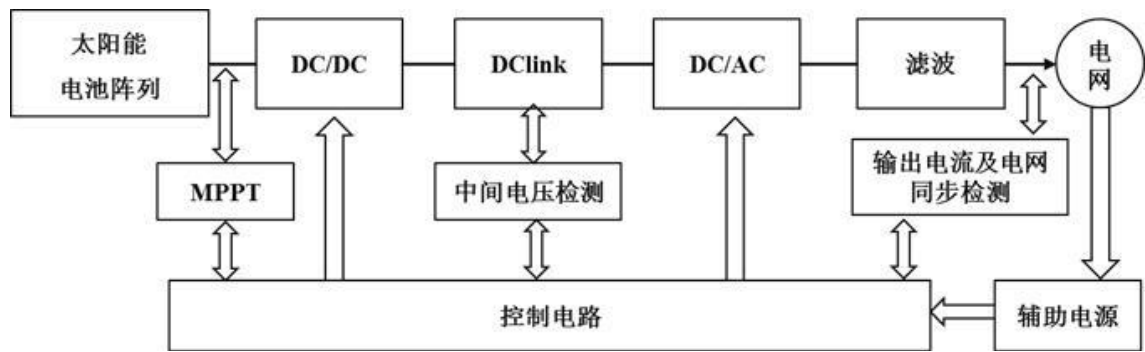 太阳能
电池阵列
DC/DC
DClink
DC/AC
滤波
电
网
MPPT
中间电压检测
输出电流及电网
同步检测
控制电路
辅助电源